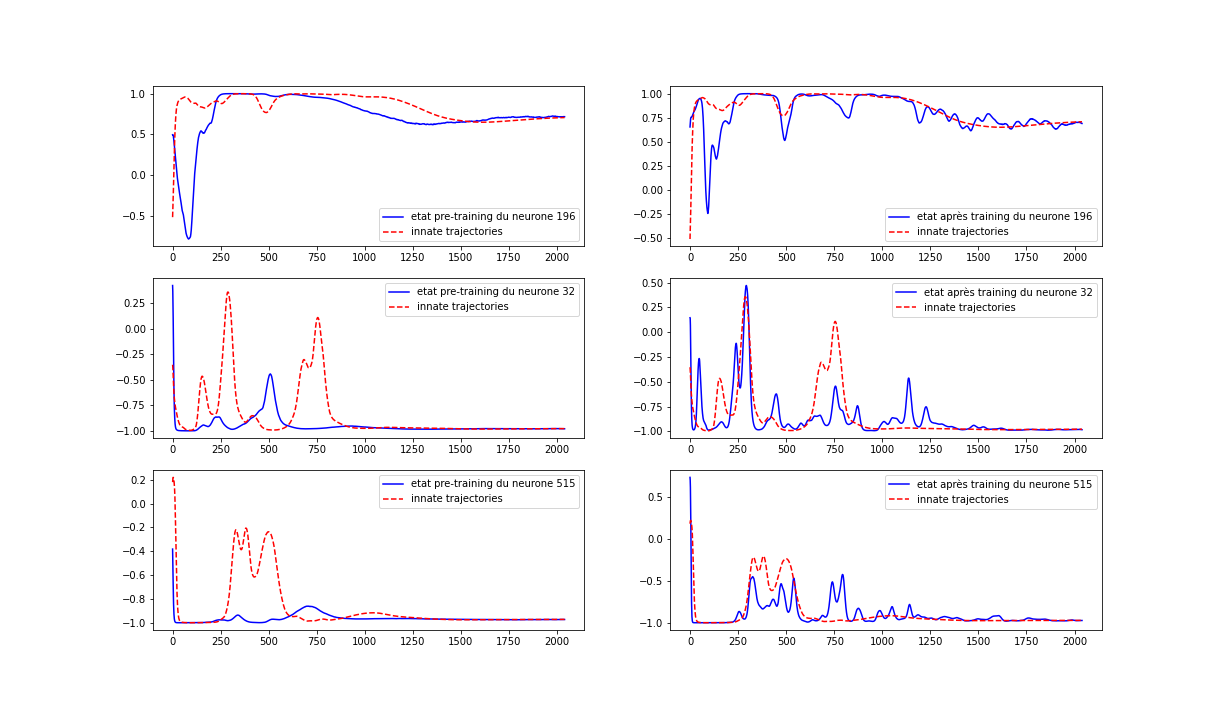 1.0
0.5
0.0
−0.5
0 250 500 750 1000 1250 1500 1750 2000
etat pre-training du neurone 196
innate trajectories
1.00
0.75
0.50
0.25
0.00
−0.25
−0.50
0 250 500 750 1000 1250 1500 1750 2000
etat après training du neurone 196
innate trajectories
0.25
0.00
−0.25
−0.50
−0.75
−1.00
0 250 500 750 1000 1250 1500 1750 2000
etat pre-training du neurone 32
innate trajectories
0.50
0.25
0.00
−0.25
−0.50
−0.75
−1.00
0 250 500 750 1000 1250 1500 1750 2000
etat après training du neurone 32
innate trajectories
0.2
0.0
−0.2
−0.4
−0.6
−0.8
−1.0
0 250 500 750 1000 1250 1500 1750 2000
etat pre-training du neurone 515
innate trajectories
0.5
0.0
−0.5
−1.0
0 250 500 750 1000 1250 1500 1750 2000
etat après training du neurone 515
innate trajectories